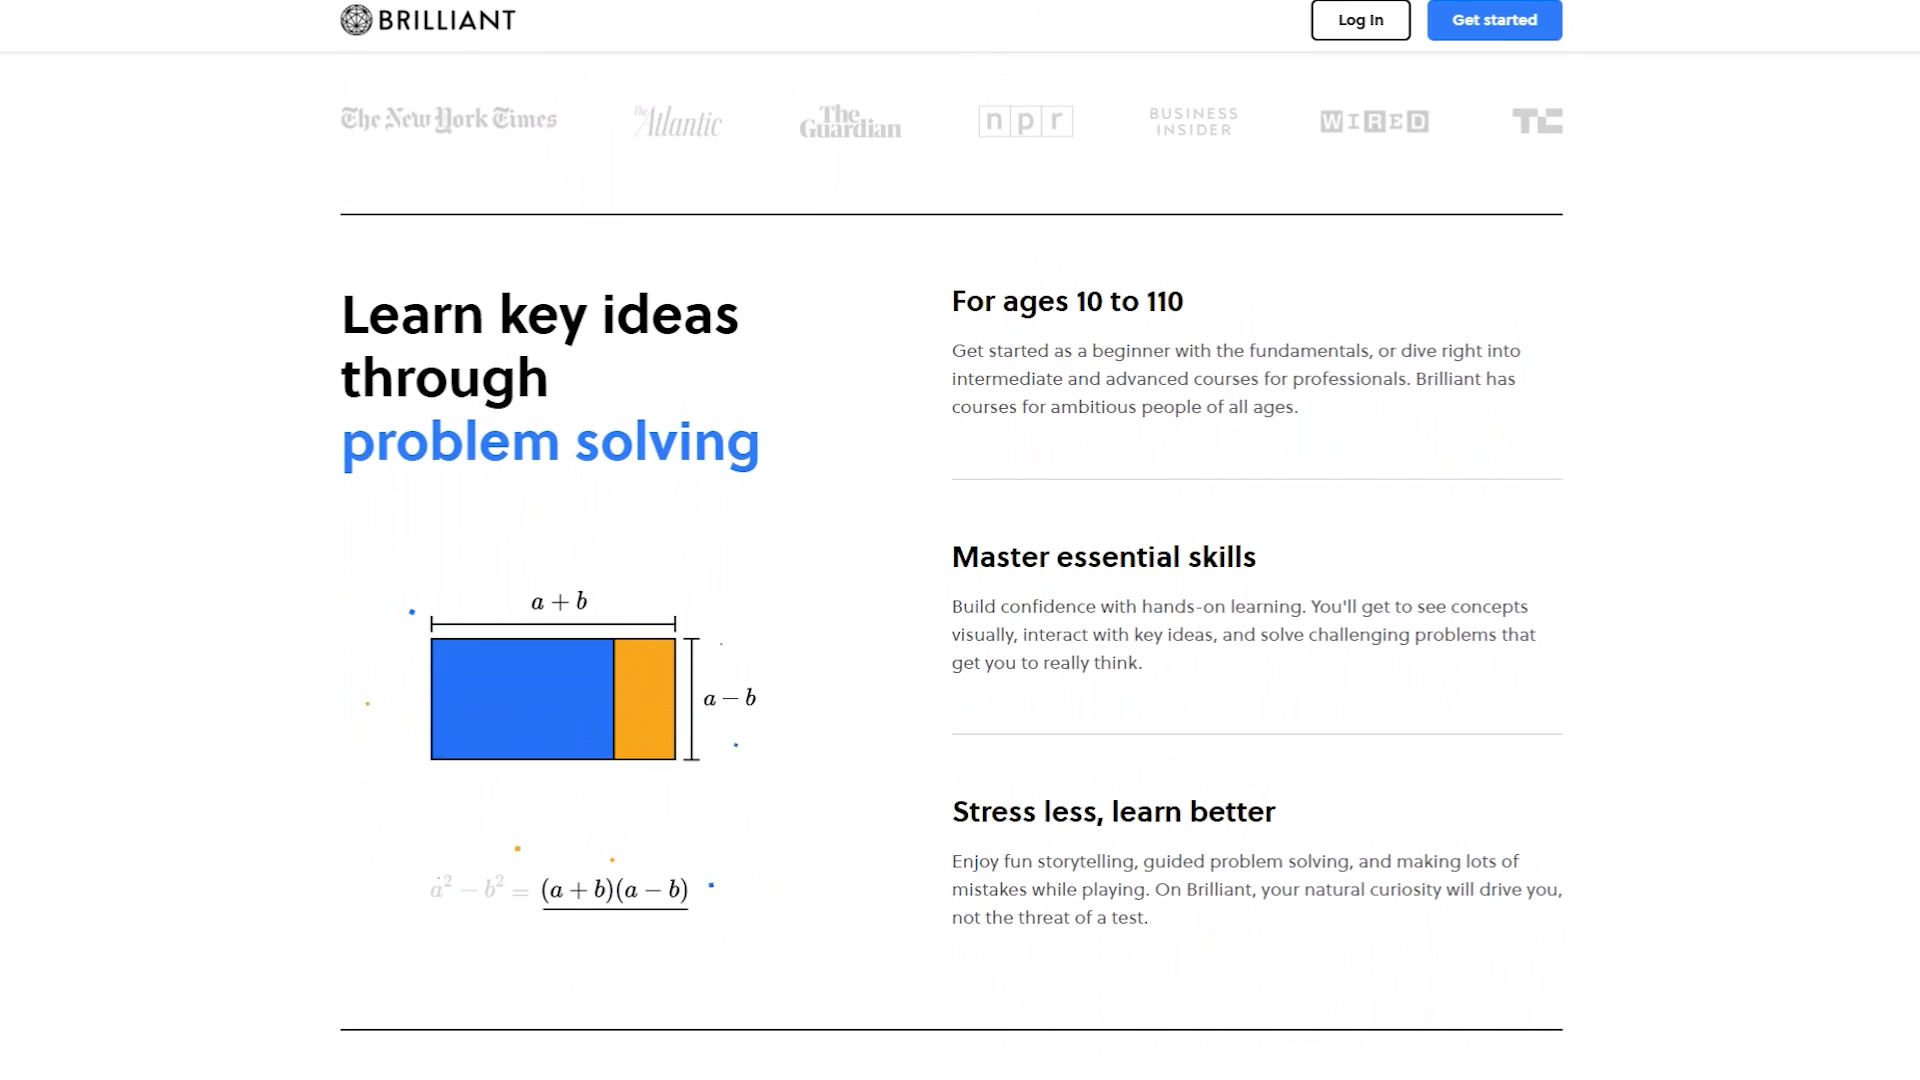 BRILLIANT
Log In
Get started
The New York Times
The Atlantic
The Guardian
npr
BUSINESS INSIDER
WIRED
TC
Learn key ideas
through
problem solving
a + b
a − b
a² − b² = (a + b)(a − b)
For ages 10 to 110
Get started as a beginner with the fundamentals, or dive right into
intermediate and advanced courses for professionals. Brilliant has
courses for ambitious people of all ages.
Master essential skills
Build confidence with hands-on learning. You'll get to see concepts
visually, interact with key ideas, and solve challenging problems that
get you to really think.
Stress less, learn better
Enjoy fun storytelling, guided problem solving, and making lots of
mistakes while playing. On Brilliant, your natural curiosity will drive you,
not the threat of a test.